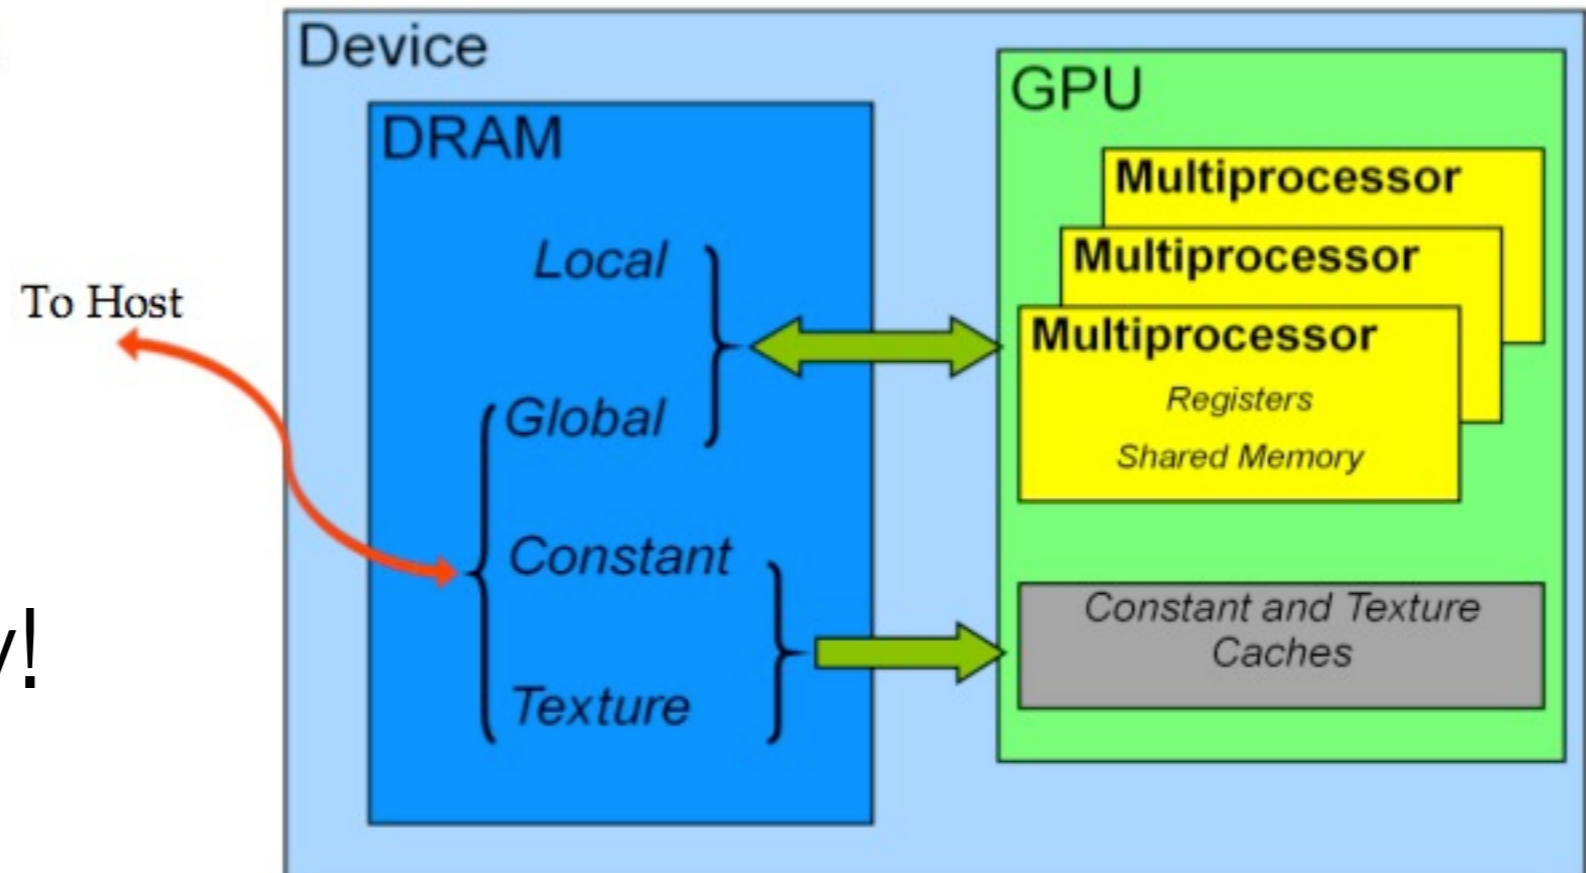 Device
DRAM
Local
Global
Constant
Texture
To Host
GPU
Multiprocessor
Multiprocessor
Multiprocessor
Registers
Shared Memory
Constant and Texture
Caches
y!